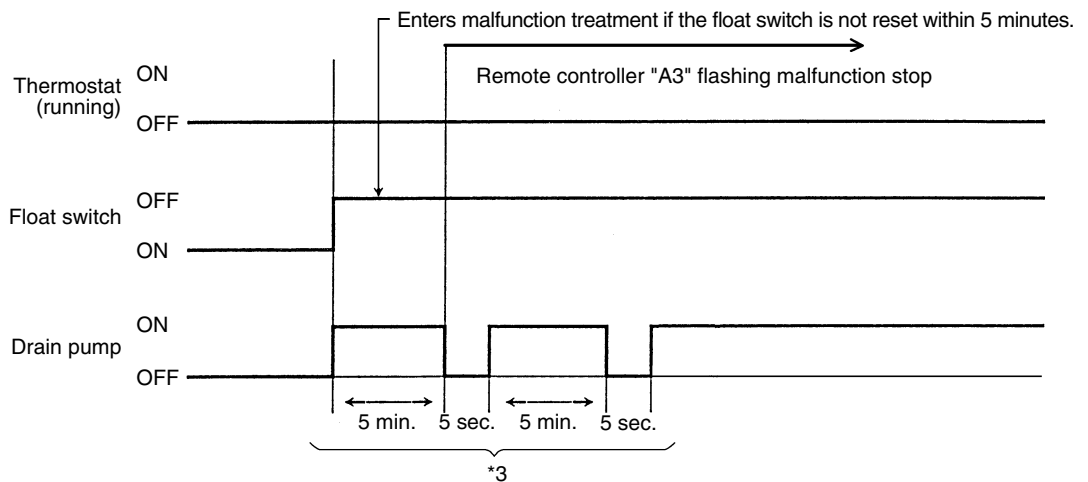 Enters malfunction treatment if the float switch is not reset within 5 minutes.
Remote controller "A3" flashing malfunction stop
Thermostat
(running)
ON
OFF
Float switch
OFF
ON
Drain pump
ON
OFF
5 min. 5 sec. 5 min. 5 sec.
*3